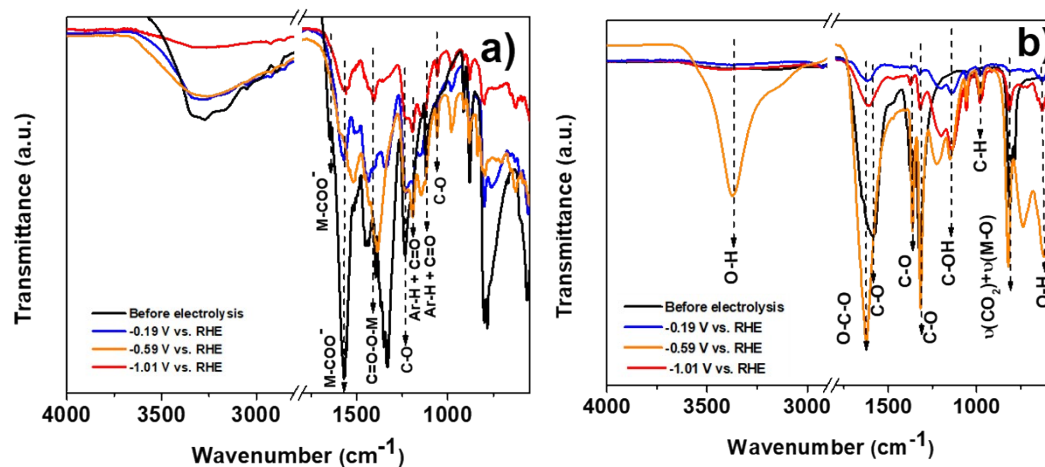 a)
Transmittance (a.u.)
M-COO-
M-COO-
C=O-O-M
C-O
Ar-H + C=O
Ar-H + C=O
C-O
Before electrolysis
-0.19 V vs. RHE
-0.59 V vs. RHE
-1.01 V vs. RHE
4000 3500 3000 1500 1000
Wavenumber (cm-1)
b)
Transmittance (a.u.)
O-H
O-C-O
C-O
C-O
C-O
C-OH
C-H
υ(CO2)+υ(M-O)
O-H
Before electrolysis
-0.19 V vs. RHE
-0.59 V vs. RHE
-1.01 V vs. RHE
4000 3500 3000 1500 1000
Wavenumber (cm-1)